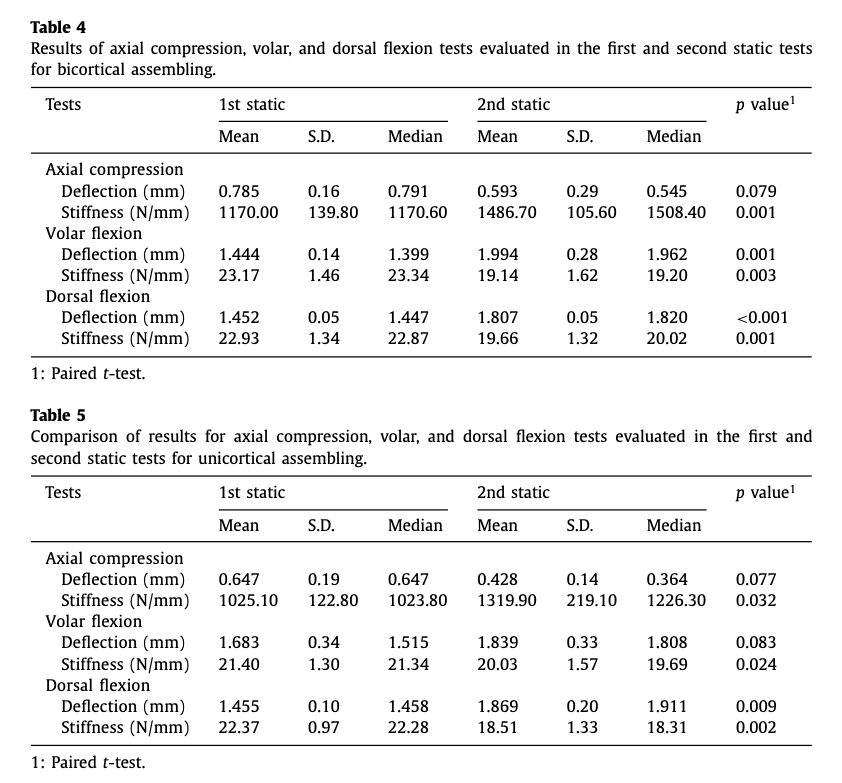 Table 4
Results of axial compression, volar, and dorsal flexion tests evaluated in the first and second static tests
for bicortical assembling.
Tests 1st static 2nd static p value1
Mean S.D. Median Mean S.D. Median
Axial compression
Deflection (mm) 0.785 0.16 0.791 0.593 0.29 0.545 0.079
Stiffness (N/mm) 1170.00 139.80 1170.60 1486.70 105.60 1508.40 0.001
Volar flexion
Deflection (mm) 1.444 0.14 1.399 1.994 0.28 1.962 0.001
Stiffness (N/mm) 23.17 1.46 23.34 19.14 1.62 19.20 0.003
Dorsal flexion
Deflection (mm) 1.452 0.05 1.447 1.807 0.05 1.820 <0.001
Stiffness (N/mm) 22.93 1.34 22.87 19.66 1.32 20.02 0.001
1: Paired t-test.
Table 5
Comparison of results for axial compression, volar, and dorsal flexion tests evaluated in the first and
second static tests for unicortical assembling.
Tests 1st static 2nd static p value1
Mean S.D. Median Mean S.D. Median
Axial compression
Deflection (mm) 0.647 0.19 0.647 0.428 0.14 0.364 0.077
Stiffness (N/mm) 1025.10 122.80 1023.80 1319.90 219.10 1226.30 0.032
Volar flexion
Deflection (mm) 1.683 0.34 1.515 1.839 0.33 1.808 0.083
Stiffness (N/mm) 21.40 1.30 21.34 20.03 1.57 19.69 0.024
Dorsal flexion
Deflection (mm) 1.455 0.10 1.458 1.869 0.20 1.911 0.009
Stiffness (N/mm) 22.37 0.97 22.28 18.51 1.33 18.31 0.002
1: Paired t-test.